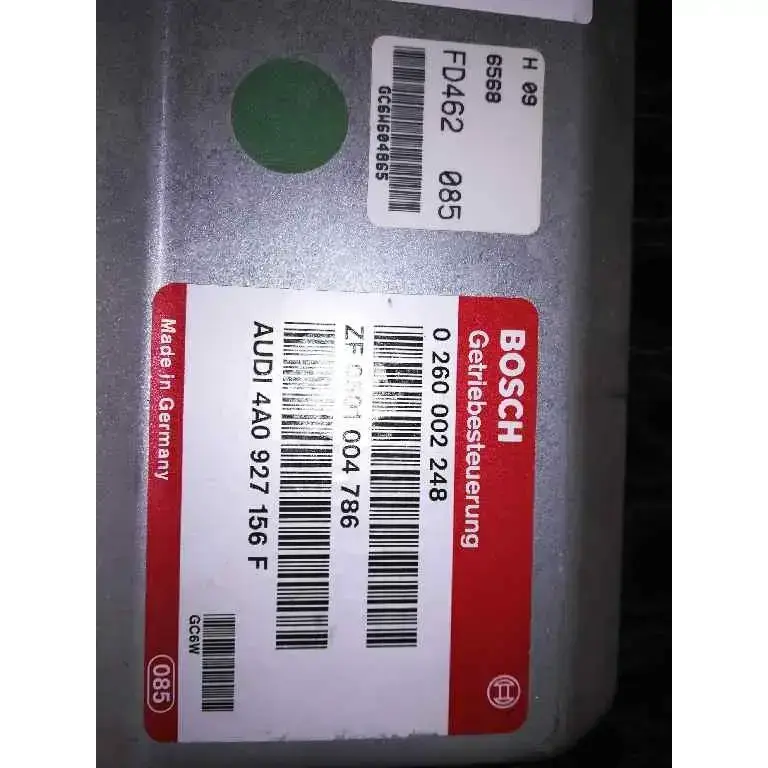 H 09
6568
FD462 085
GC6W604865
BOSCH
Getriebesteuerung
0 260 002 248
ZF 004 786
AUDI 4A0 927 156 F
GC6W
Made in Germany
085